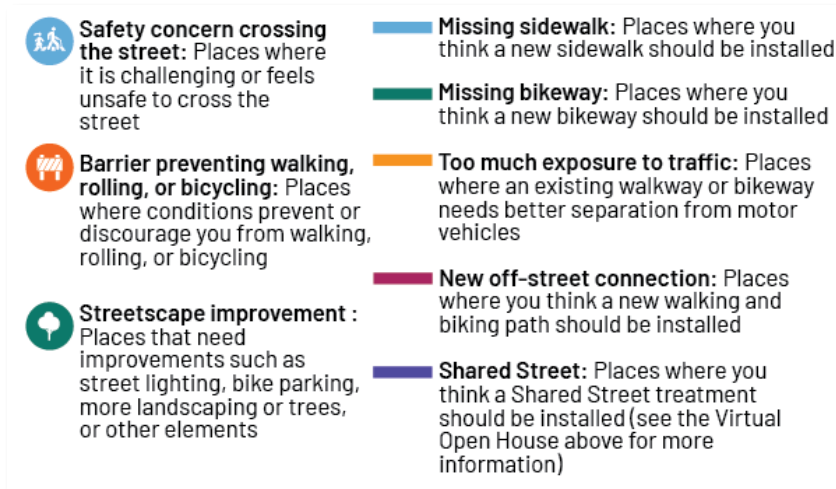 Safety concern crossing
the street: Places where
it is challenging or feels
unsafe to cross the
street
Barrier preventing walking,
rolling, or bicycling: Places
where conditions prevent or
discourage you from walking,
rolling, or bicycling
Streetscape improvement :
Places that need
improvements such as
street lighting, bike parking,
more landscaping or trees,
or other elements
Missing sidewalk: Places where you
think a new sidewalk should be installed
Missing bikeway: Places where you
think a new bikeway should be installed
Too much exposure to traffic: Places
where an existing walkway or bikeway
needs better separation from motor
vehicles
New off-street connection: Places
where you think a new walking and
biking path should be installed
Shared Street: Places where you
think a Shared Street treatment
should be installed (see the Virtual
Open House above for more
information)